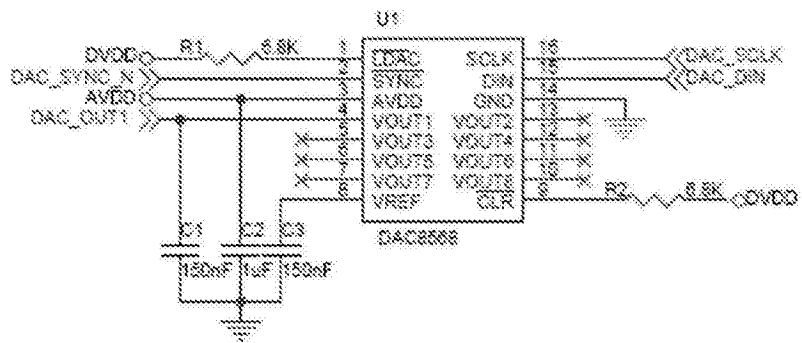 U1
DVDD R1 6.8K 1 LDAC SCLK 16 DAC_SCLK
DAC_SYNC_N 2 SYNC DIN 15 DAC_DIN
AVDD 3 AVDD GND 14
DAC_OUT1 4 VOUT1 VOUT2 13
5 VOUT3 VOUT4 12
6 VOUT5 VOUT6 11
7 VOUT7 VOUT8 10
8 VREF CLR 9 R2 6.8K DVDD
DAC8568
C1 C2 C3
150nF 1uF 150nF